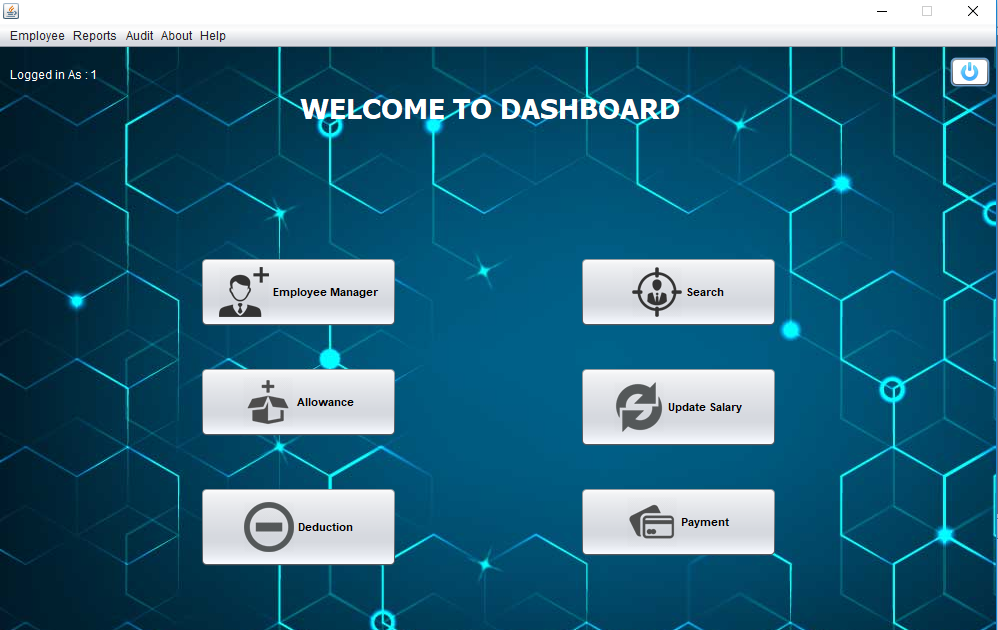 Employee Reports Audit About Help
Logged in As : 1
WELCOME TO DASHBOARD
Employee Manager
Search
Allowance
Update Salary
Deduction
Payment